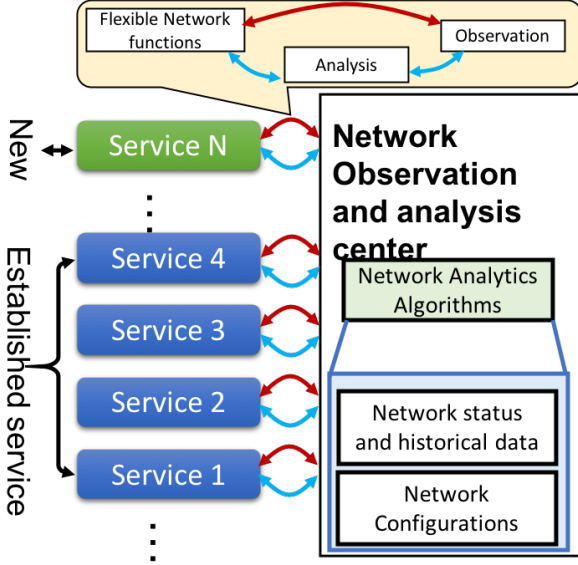 Flexible Network
functions
Observation
Analysis
New
Service N
Network
Observation
and analysis
center
Established service
Service 4
Network Analytics
Algorithms
Service 3
Service 2
Network status
and historical data
Service 1
Network
Configurations